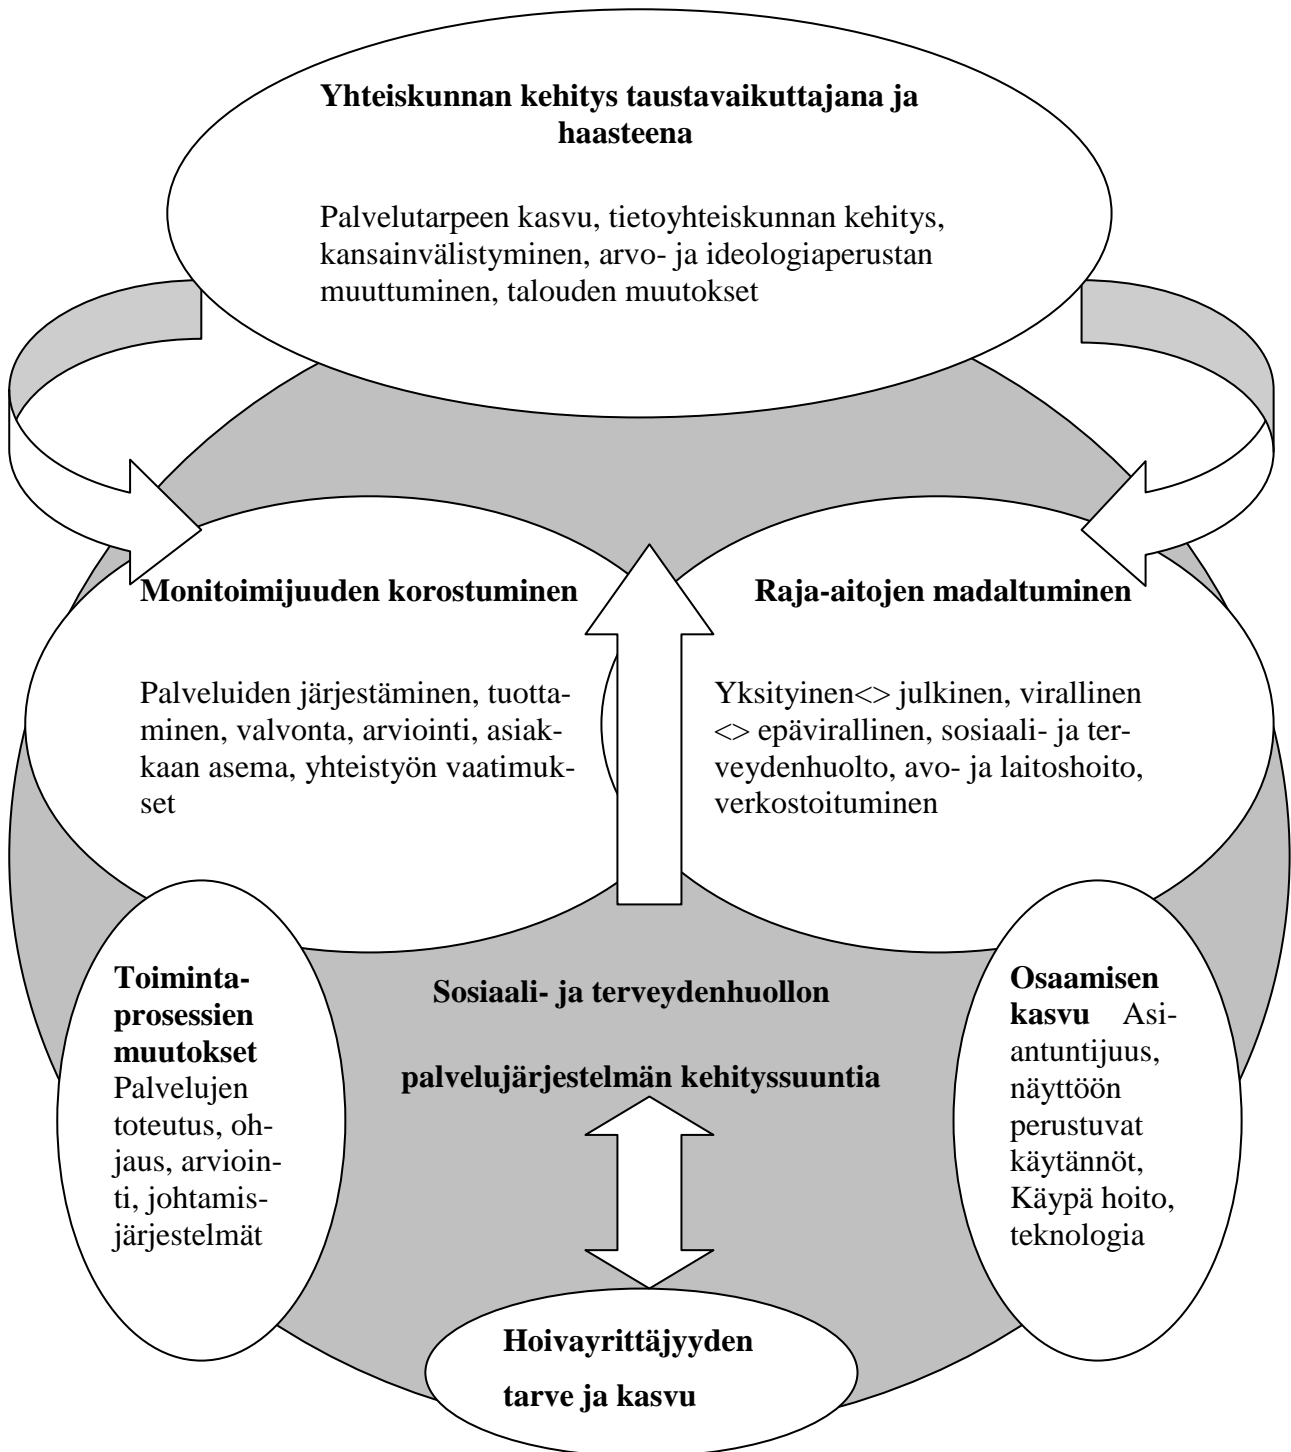 Yhteiskunnan kehitys taustavaikuttajana ja
haasteena
Palvelutarpeen kasvu, tietoyhteiskunnan kehitys,
kansainvälistyminen, arvo- ja ideologiaperustan
muuttuminen, talouden muutokset
Monitoimijuuden korostuminen
Palveluiden järjestäminen, tuotta-
minen, valvonta, arviointi, asiak-
kaan asema, yhteistyön vaatimuk-
set
Raja-aitojen madaltuminen
Yksityinen<> julkinen, virallinen
<> epävirallinen, sosiaali- ja ter-
veydenhuolto, avo- ja laitoshoito,
verkostoituminen
Toiminta-
prosessien
muutokset
Palvelujen
toteutus, oh-
jaus, arvioin-
ti, johtamis-
järjestelmät
Sosiaali- ja terveydenhuollon
palvelujärjestelmän kehityssuuntia
Osaamisen
kasvu Asi-
antuntijuus,
näyttöön
perustuvat
käytännöt,
Käypä hoito,
teknologia
Hoivayrittäjyyden
tarve ja kasvu